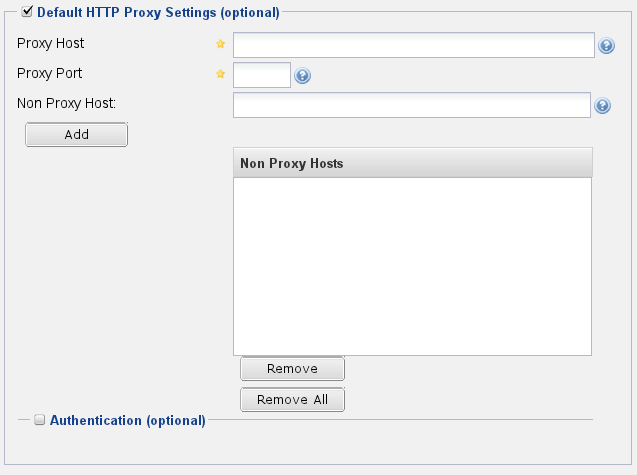 Default HTTP Proxy Settings (optional)
Proxy Host
Proxy Port
Non Proxy Host:
Add
Non Proxy Hosts
Remove
Remove All
Authentication (optional)